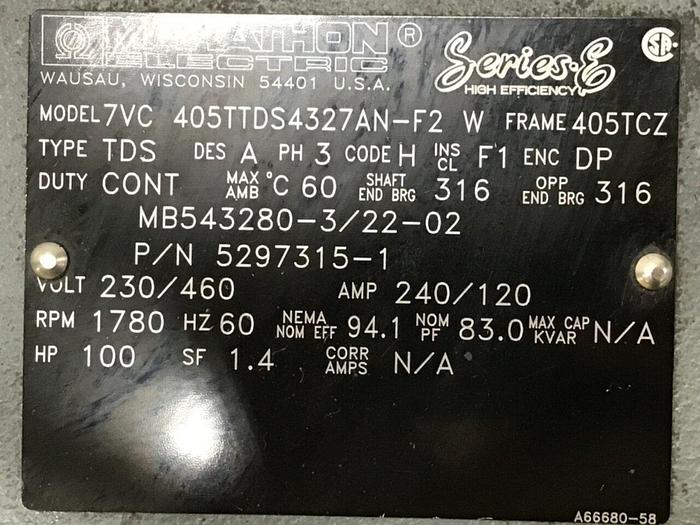 MARATHON ® Series-E SA
ELECTRIC HIGH EFFICIENCY
WAUSAU, WISCONSIN 54401 U.S.A.
MODEL 7VC 405TTDS4327AN-F2 W FRAME 405TCZ
TYPE TDS DES A PH 3 CODE H INS CL F1 ENC DP
DUTY CONT MAX AMB °C 60 SHAFT END BRG 316 OPP END BRG 316
MB543280-3/22-02
P/N 5297315-1
VOLT 230/460 AMP 240/120
RPM 1780 HZ 60 NEMA NOM EFF 94.1 NOM PF 83.0 MAX CAP KVAR N/A
HP 100 SF 1.4 CORR AMPS N/A
A66680-58